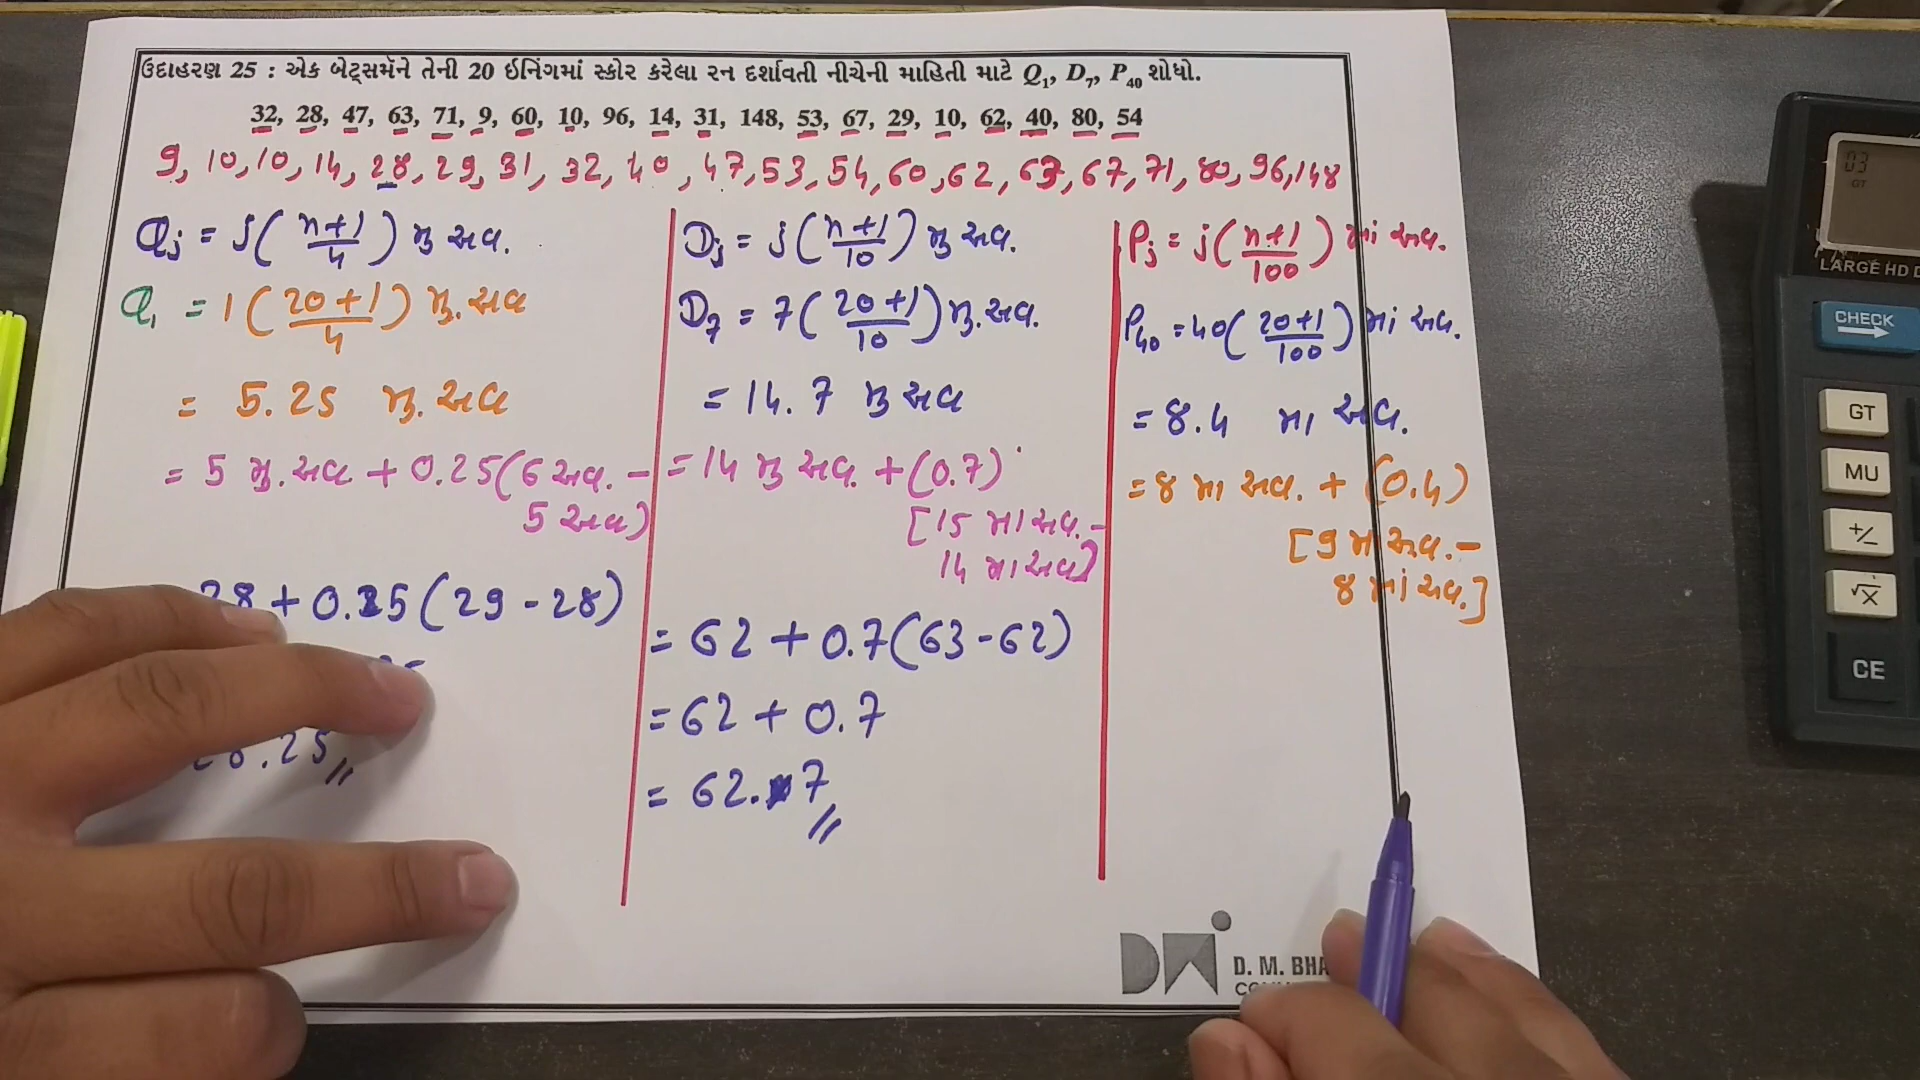 ઉદાહરણ 25 : એક બેટ્સમેને તેની 20 ઇનિંગમાં સ્કોર કરેલા રન દર્શાવતી નીચેની માહિતી માટે Q₁, D₇, P₄₀ શોધો.
32, 28, 47, 63, 71, 9, 60, 10, 96, 14, 31, 148, 53, 67, 29, 10, 62, 40, 80, 54
9, 10, 10, 14, 28, 29, 31, 32, 40, 47, 53, 54, 60, 62, 63, 67, 71, 80, 96, 148
Qj = j(n+1/4) મુ અવ.
Q₁ = 1(20+1/4) મુ. અવ
= 5.25 મુ. અવ
= 5 મુ. અવ + 0.25(6 અવ. –
5 અવ)
28 + 0.25(29 - 28)
28.25
Dj = j(n+1/10) મુ અવ.
D₇ = 7(20+1/10) મુ. અવ.
= 14.7 મુ અવ
= 14 મુ અવ. + (0.7)
[15 મા અવ. –
14 મા અવ]
= 62 + 0.7(63 - 62)
= 62 + 0.7
= 62.7
Pj = j(n+1/100) માં અવ.
P₄₀ = 40(20+1/100) માં અવ.
= 8.4 મા અવ.
= 8 મા અવ. + (0.4)
[9 માં અવ. –
8 માં અવ.]
D. M. BHA
CHECK
GT
MU
+/–
√X
CE
LARGE HD D